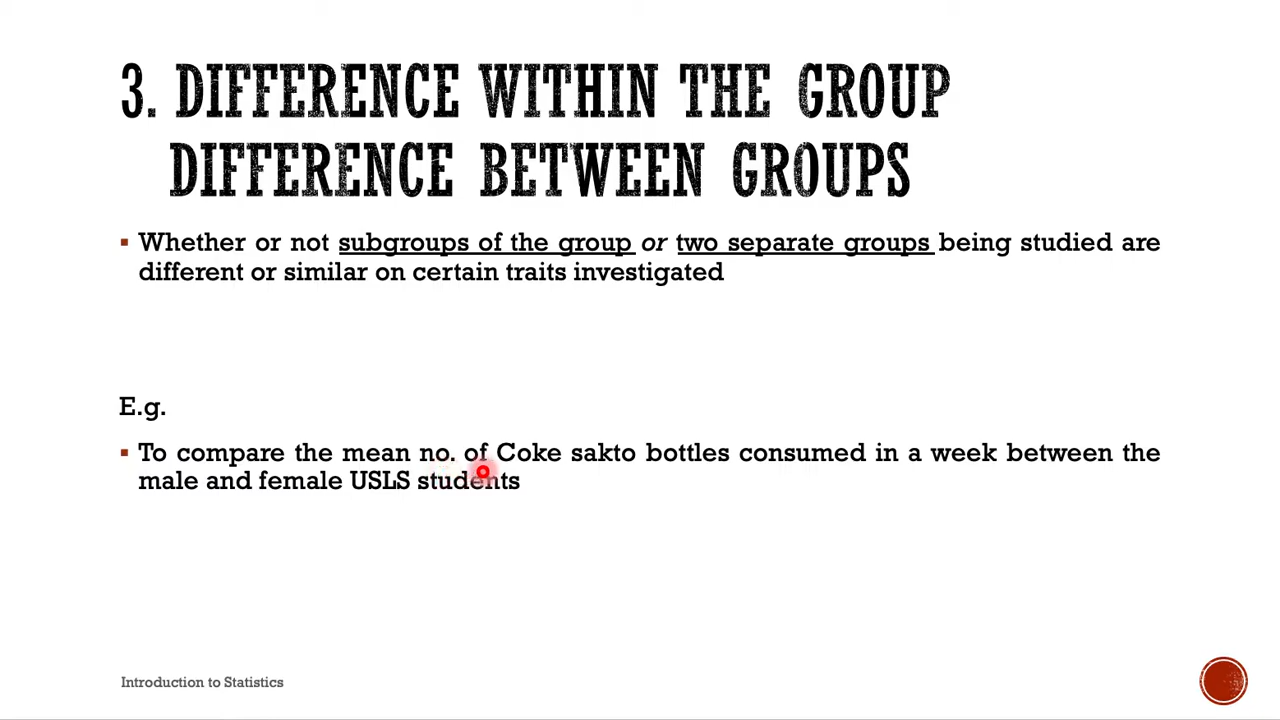 3. DIFFERENCE WITHIN THE GROUP
DIFFERENCE BETWEEN GROUPS
▪ Whether or not subgroups of the group or two separate groups being studied are
different or similar on certain traits investigated
E.g.
▪ To compare the mean no. of Coke sakto bottles consumed in a week between the
male and female USLS students
Introduction to Statistics